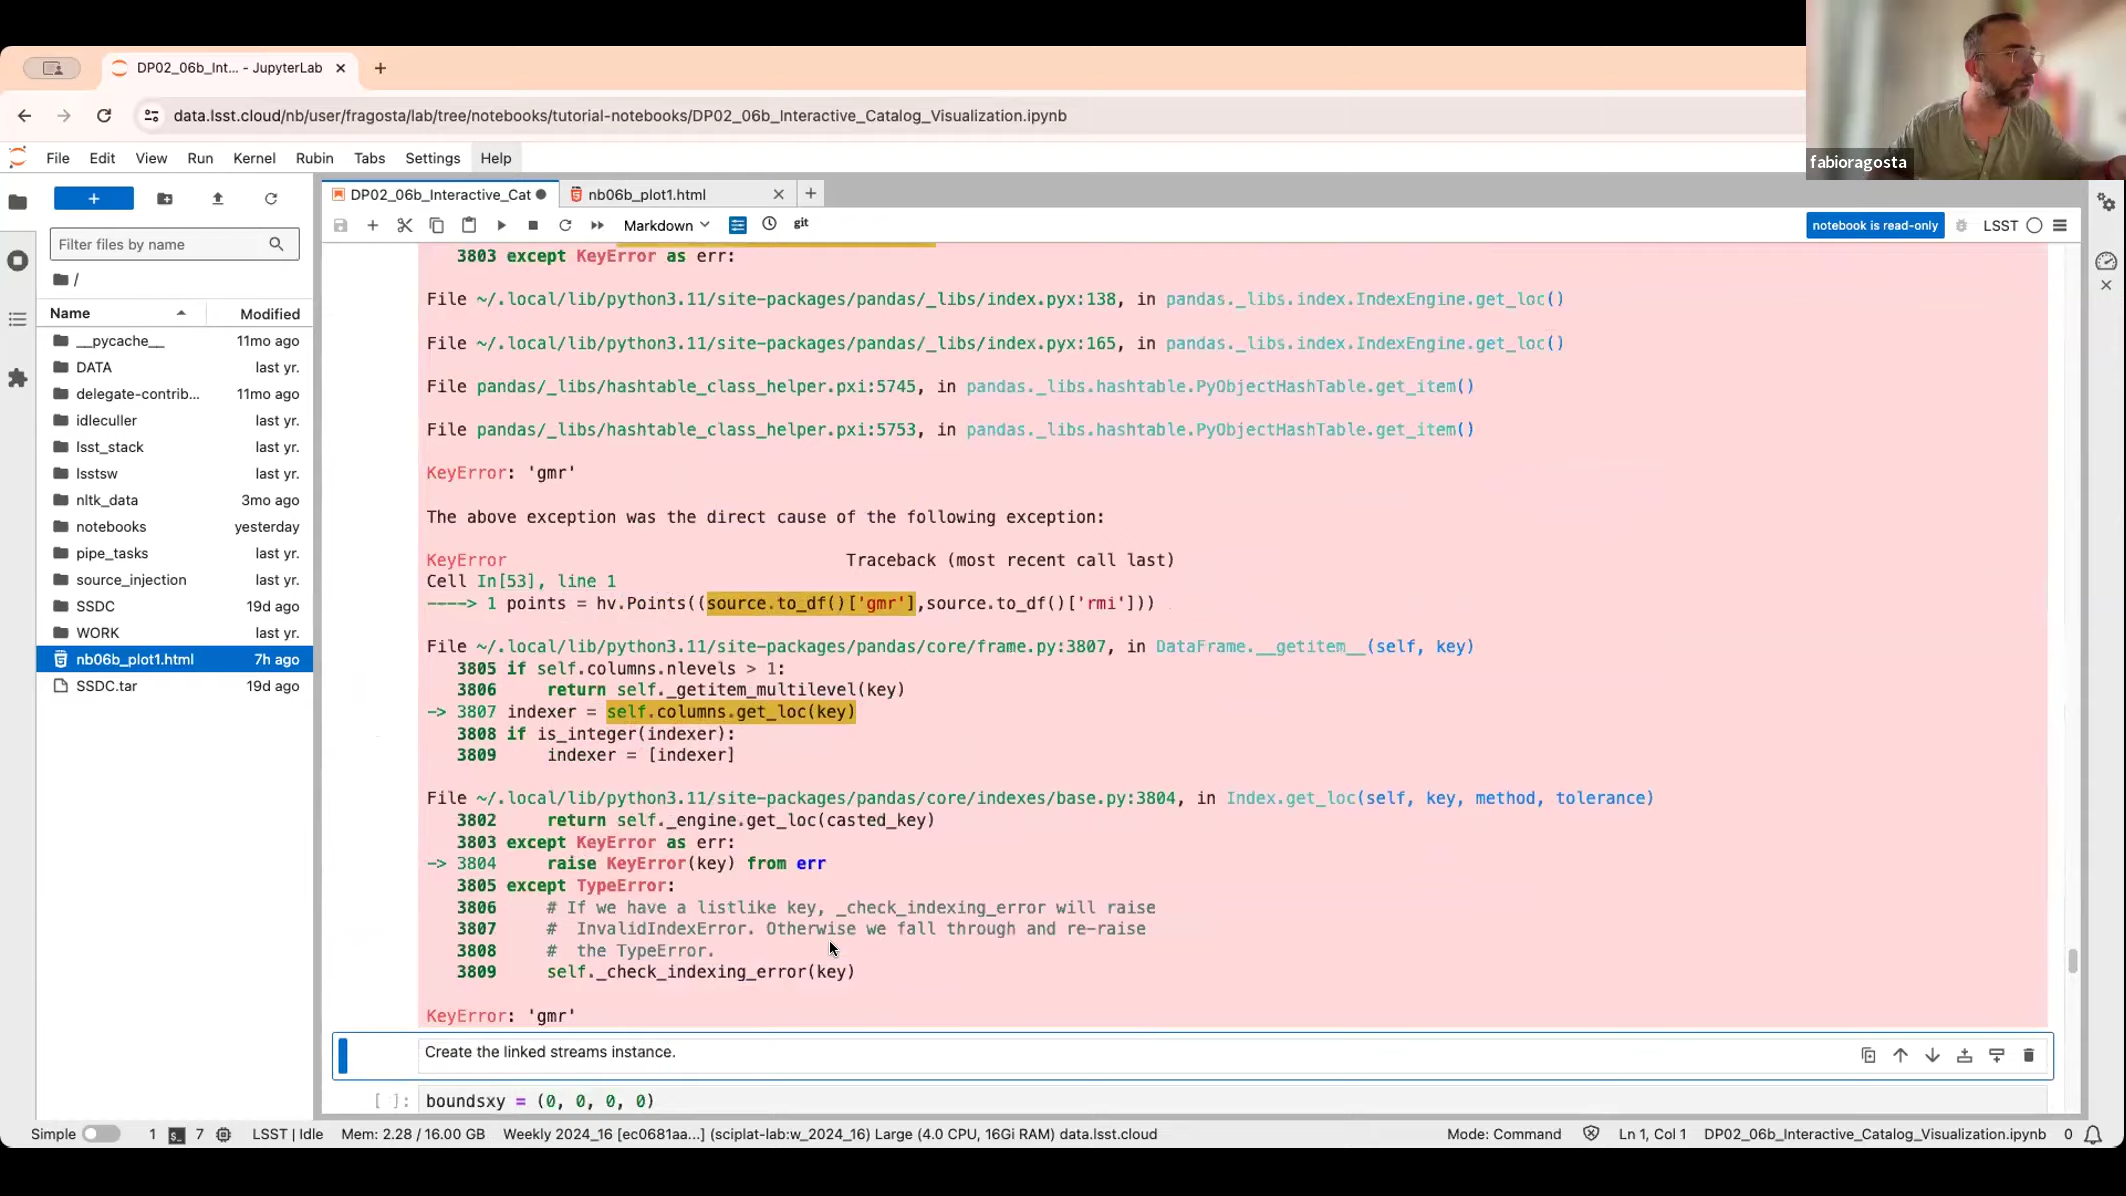 DP02_06b_Int... - JupyterLab
data.lsst.cloud/nb/user/fragosta/lab/tree/notebooks/tutorial-notebooks/DP02_06b_Interactive_Catalog_Visualization.ipynb
fabioragosta
File Edit View Run Kernel Rubin Tabs Settings Help
DP02_06b_Interactive_Cat
nb06b_plot1.html
Markdown
git
notebook is read-only
LSST
Filter files by name
/
Name Modified
__pycache__ 11mo ago
DATA last yr.
delegate-contrib... 11mo ago
idleculler last yr.
lsst_stack last yr.
lsstsw last yr.
nltk_data 3mo ago
notebooks yesterday
pipe_tasks last yr.
source_injection last yr.
SSDC 19d ago
WORK last yr.
nb06b_plot1.html 7h ago
SSDC.tar 19d ago
3803 except KeyError as err:
File ~/.local/lib/python3.11/site-packages/pandas/_libs/index.pyx:138, in pandas._libs.index.IndexEngine.get_loc()
File ~/.local/lib/python3.11/site-packages/pandas/_libs/index.pyx:165, in pandas._libs.index.IndexEngine.get_loc()
File pandas/_libs/hashtable_class_helper.pxi:5745, in pandas._libs.hashtable.PyObjectHashTable.get_item()
File pandas/_libs/hashtable_class_helper.pxi:5753, in pandas._libs.hashtable.PyObjectHashTable.get_item()
KeyError: 'gmr'
The above exception was the direct cause of the following exception:
KeyError Traceback (most recent call last)
Cell In[53], line 1
----> 1 points = hv.Points((source.to_df()['gmr'],source.to_df()['rmi']))
File ~/.local/lib/python3.11/site-packages/pandas/core/frame.py:3807, in DataFrame.__getitem__(self, key)
3805 if self.columns.nlevels > 1:
3806 return self._getitem_multilevel(key)
-> 3807 indexer = self.columns.get_loc(key)
3808 if is_integer(indexer):
3809 indexer = [indexer]
File ~/.local/lib/python3.11/site-packages/pandas/core/indexes/base.py:3804, in Index.get_loc(self, key, method, tolerance)
3802 return self._engine.get_loc(casted_key)
3803 except KeyError as err:
-> 3804 raise KeyError(key) from err
3805 except TypeError:
3806 # If we have a listlike key, _check_indexing_error will raise
3807 # InvalidIndexError. Otherwise we fall through and re-raise
3808 # the TypeError.
3809 self._check_indexing_error(key)
KeyError: 'gmr'
Create the linked streams instance.
[ ]: boundsxy = (0, 0, 0, 0)
Simple 1 7 LSST | Idle Mem: 2.28 / 16.00 GB Weekly 2024_16 [ec0681aa...] (sciplat-lab:w_2024_16) Large (4.0 CPU, 16Gi RAM) data.lsst.cloud Mode: Command Ln 1, Col 1 DP02_06b_Interactive_Catalog_Visualization.ipynb 0